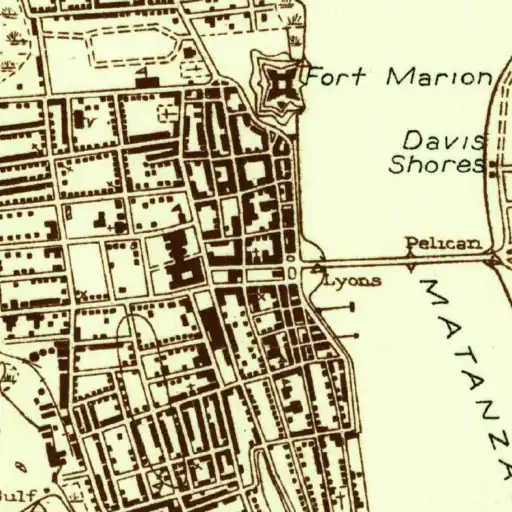 Fort Marion
Davis
Shores
Pelican
Lyons
MATANZA
Gulf